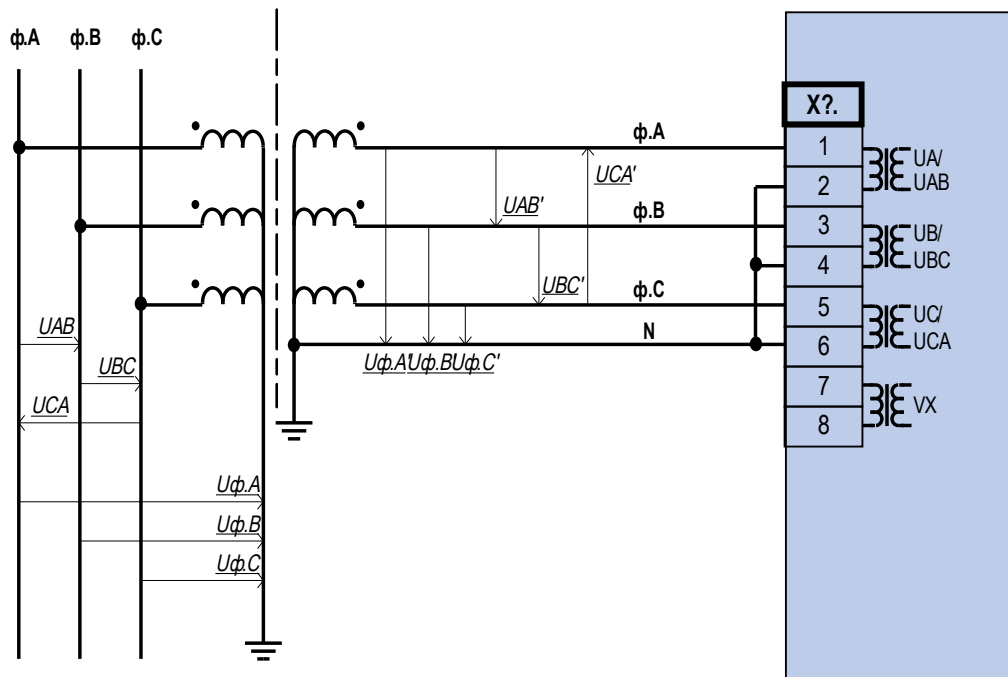 ф.A
ф.B
ф.C
X?.
ф.A
1
UA/
UAB
UCA'
2
UAB'
ф.B
3
UB/
UBC
4
UBC'
ф.C
5
UC/
UCA
UAB
N
6
Uф.A'
Uф.B'
Uф.C'
UBC
7
VX
UCA
8
Uф.A
Uф.B
Uф.C